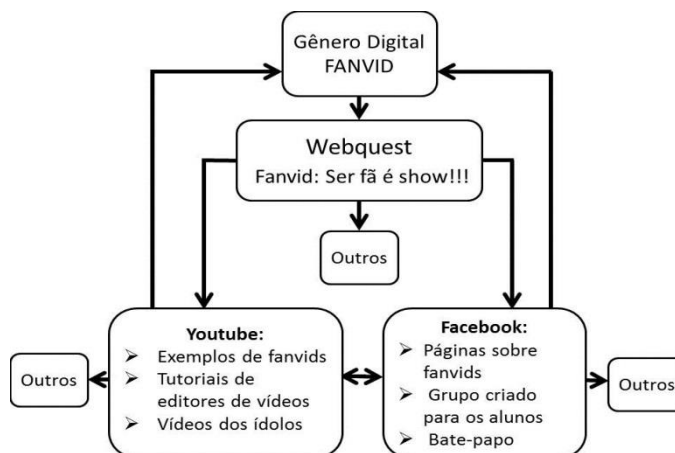 Gênero Digital
FANVID
Webquest
Fanvid: Ser fã é show!!!
Outros
Youtube:
➢ Exemplos de fanvids
➢ Tutoriais de
editores de vídeos
➢ Vídeos dos ídolos
Facebook:
➢ Páginas sobre
fanvids
➢ Grupo criado
para os alunos
➢ Bate-papo
Outros
Outros